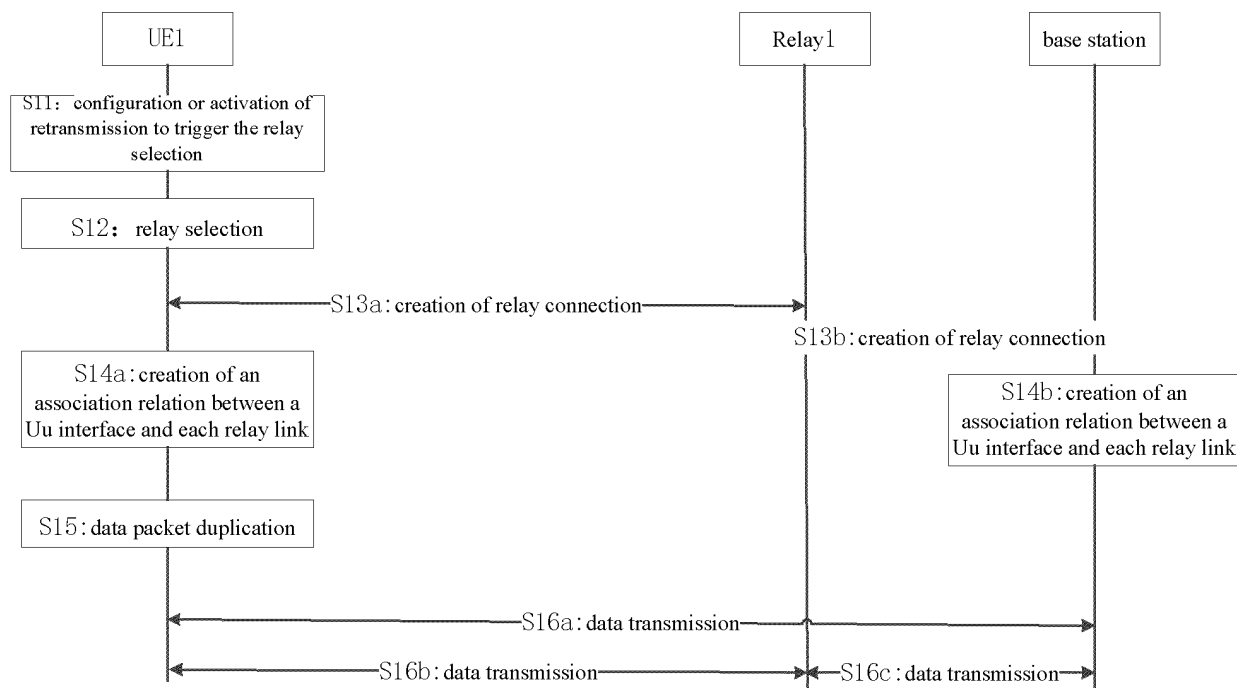 UE1
Relay1
base station
S11: configuration or activation of
retransmission to trigger the relay
selection
S12: relay selection
S13a:creation of relay connection
S13b:creation of relay connection
S14a:creation of an
association relation between a
Uu interface and each relay link
S14b:creation of an
association relation between a
Uu interface and each relay link
S15:data packet duplication
S16a:data transmission
S16b:data transmission
S16c:data transmission